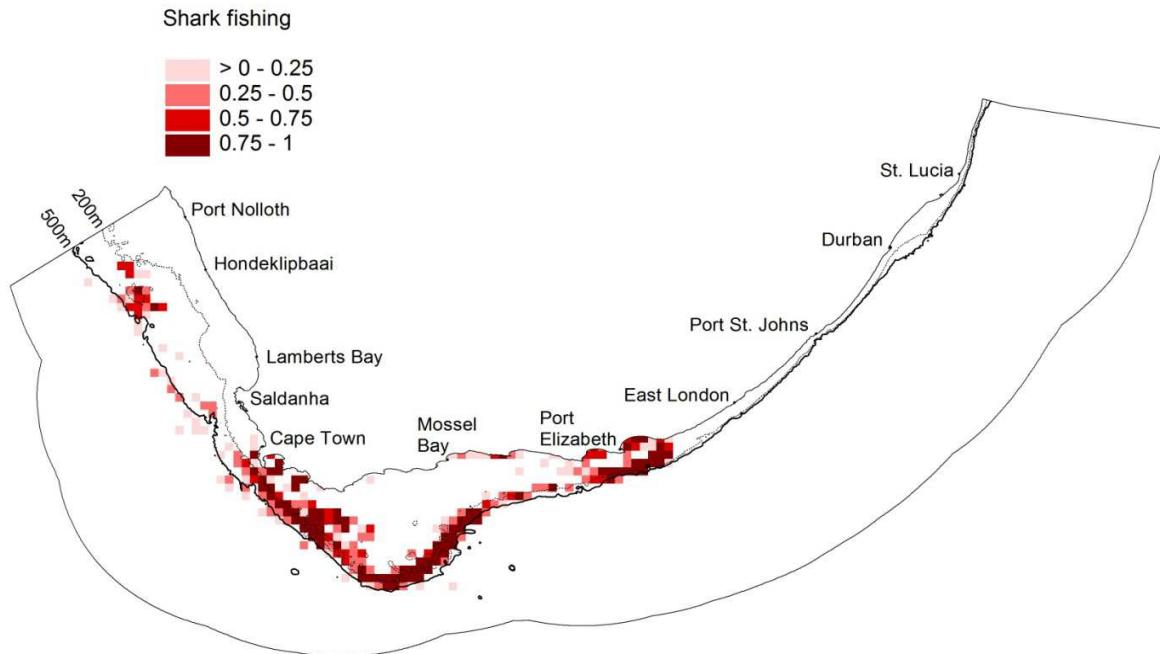 Shark fishing
> 0 - 0.25
0.25 - 0.5
0.5 - 0.75
0.75 - 1
200m
500m
Port Nolloth
Hondeklipbaai
Lamberts Bay
Saldanha
Cape Town
Mossel
Bay
Port
Elizabeth
East London
Port St. Johns
Durban
St. Lucia